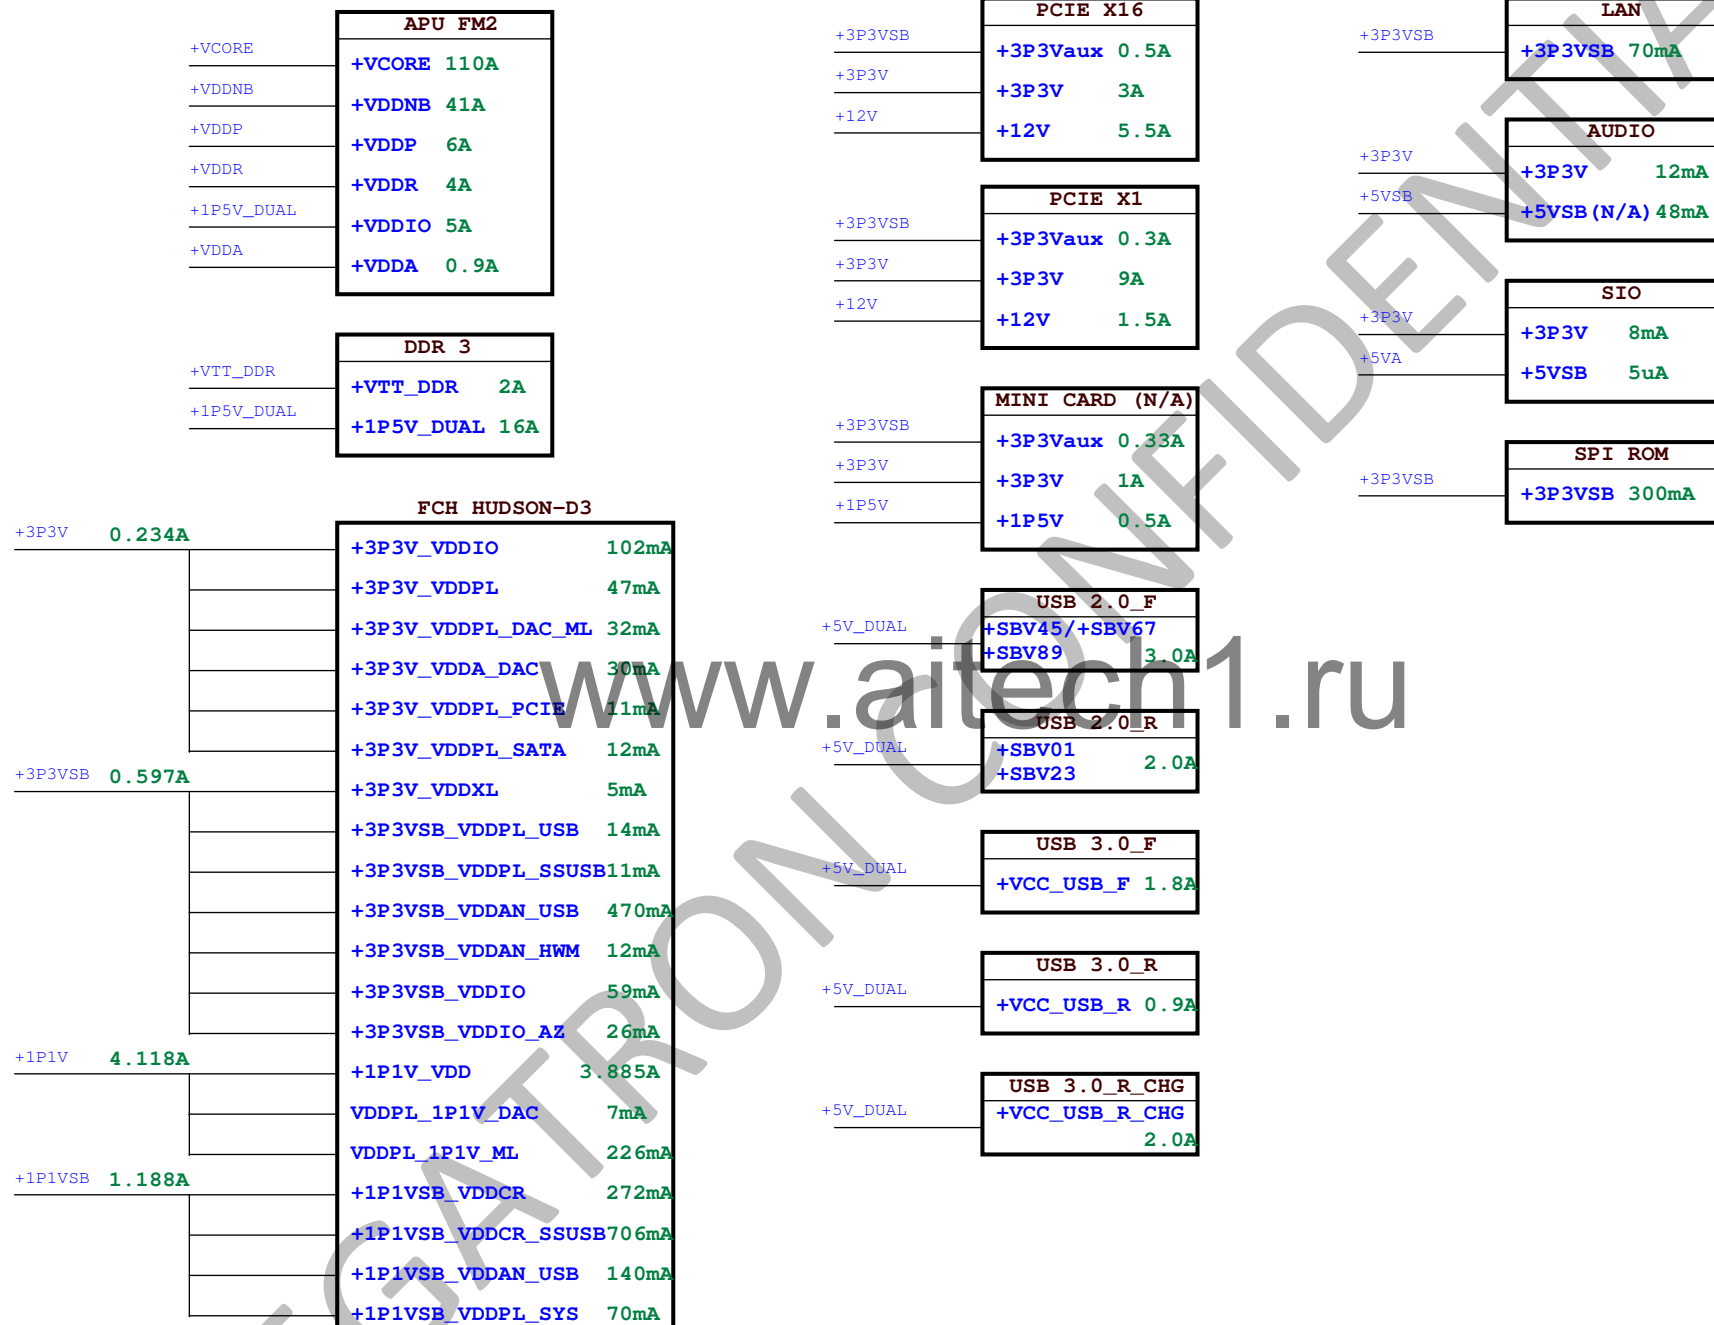 APU FM2
+VCORE
+VCORE 110A
+VDDNB
+VDDNB 41A
+VDDP
+VDDP 6A
+VDDR
+VDDR 4A
+1P5V_DUAL
+VDDIO 5A
+VDDA
+VDDA 0.9A
DDR 3
+VTT_DDR
+VTT_DDR 2A
+1P5V_DUAL
+1P5V_DUAL 16A
FCH HUDSON-D3
+3P3V 0.234A
+3P3V_VDDIO 102mA
+3P3V_VDDPL 47mA
+3P3V_VDDPL_DAC_ML 32mA
+3P3V_VDDA_DAC 30mA
+3P3V_VDDPL_PCIE 11mA
+3P3V_VDDPL_SATA 12mA
+3P3VSB 0.597A
+3P3V_VDDXL 5mA
+3P3VSB_VDDPL_USB 14mA
+3P3VSB_VDDPL_SSUSB 11mA
+3P3VSB_VDDAN_USB 470mA
+3P3VSB_VDDAN_HWM 12mA
+3P3VSB_VDDIO 59mA
+3P3VSB_VDDIO_AZ 26mA
+1P1V 4.118A
+1P1V_VDD 3.885A
VDDPL_1P1V_DAC 7mA
VDDPL_1P1V_ML 226mA
+1P1VSB 1.188A
+1P1VSB_VDDCR 272mA
+1P1VSB_VDDCR_SSUSB 706mA
+1P1VSB_VDDAN_USB 140mA
+1P1VSB_VDDPL_SYS 70mA
PCIE X16
+3P3VSB
+3P3Vaux 0.5A
+3P3V
+3P3V 3A
+12V
+12V 5.5A
PCIE X1
+3P3VSB
+3P3Vaux 0.3A
+3P3V
+3P3V 9A
+12V
+12V 1.5A
MINI CARD (N/A)
+3P3VSB
+3P3Vaux 0.33A
+3P3V
+3P3V 1A
+1P5V
+1P5V 0.5A
USB 2.0_F
+5V_DUAL
+SBV45/+SBV67
+SBV89 3.0A
USB 2.0_R
+5V_DUAL
+SBV01
+SBV23 2.0A
USB 3.0_F
+5V_DUAL
+VCC_USB_F 1.8A
USB 3.0_R
+5V_DUAL
+VCC_USB_R 0.9A
USB 3.0_R_CHG
+5V_DUAL
+VCC_USB_R_CHG
2.0A
LAN
+3P3VSB
+3P3VSB 70mA
AUDIO
+3P3V
+3P3V 12mA
+5VSB
+5VSB(N/A) 48mA
SIO
+3P3V
+3P3V 8mA
+5VA
+5VSB 5uA
SPI ROM
+3P3VSB
+3P3VSB 300mA
www.aitech1.ru
EGATRON CONFIDENTIA